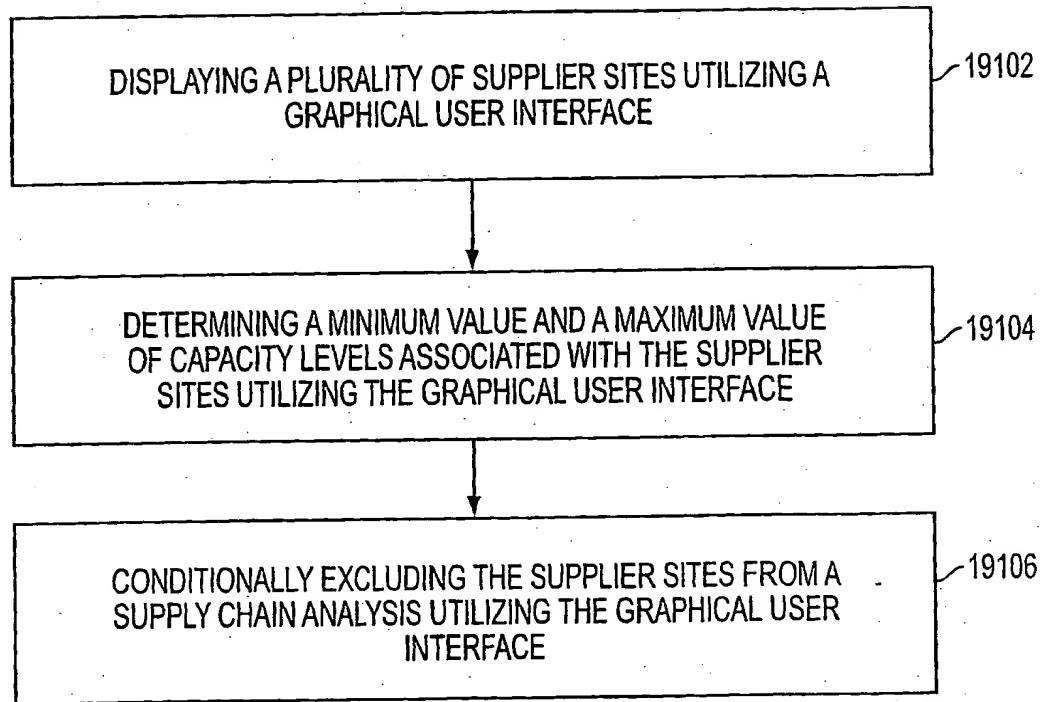 DISPLAYING A PLURALITY OF SUPPLIER SITES UTILIZING A
GRAPHICAL USER INTERFACE
19102
DETERMINING A MINIMUM VALUE AND A MAXIMUM VALUE
OF CAPACITY LEVELS ASSOCIATED WITH THE SUPPLIER
SITES UTILIZING THE GRAPHICAL USER INTERFACE
19104
CONDITIONALLY EXCLUDING THE SUPPLIER SITES FROM A
SUPPLY CHAIN ANALYSIS UTILIZING THE GRAPHICAL USER
INTERFACE
19106